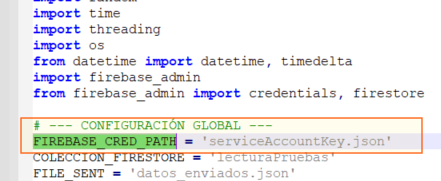 import random
import time
import threading
import os
from datetime import datetime, timedelta
import firebase_admin
from firebase_admin import credentials, firestore
# --- CONFIGURACIÓN GLOBAL ---
FIREBASE_CRED_PATH = 'serviceAccountKey.json'
COLECCION_FIRESTORE = 'lecturaPruebas'
FILE_SENT = 'datos_enviados.json'